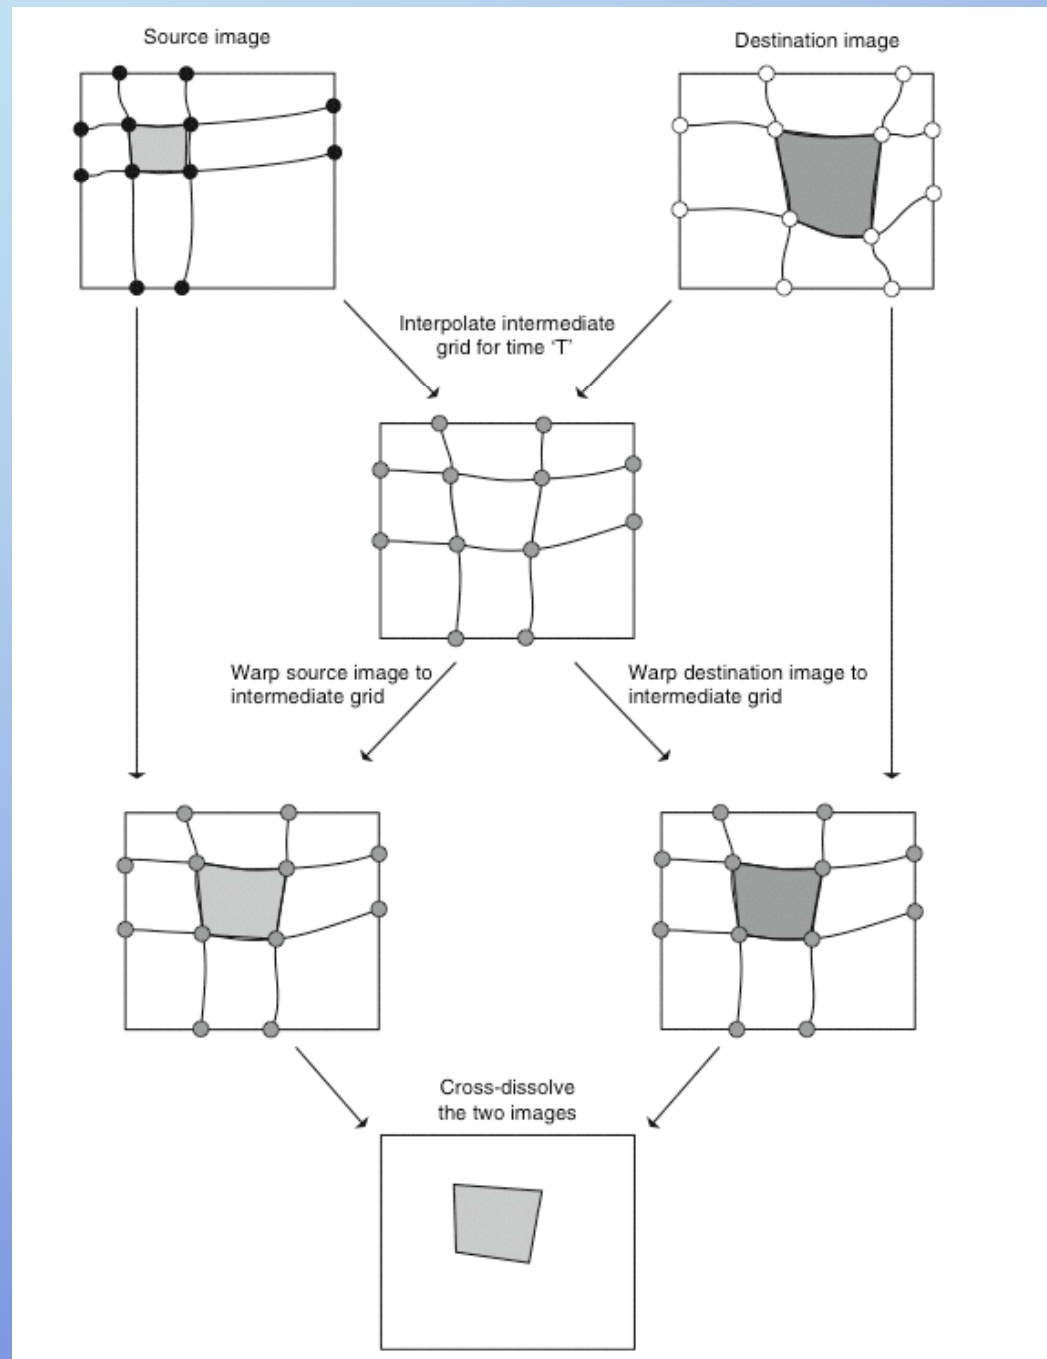 Source image
Destination image
Interpolate intermediate
grid for time ‘T’
Warp source image to
intermediate grid
Warp destination image to
intermediate grid
Cross-dissolve
the two images